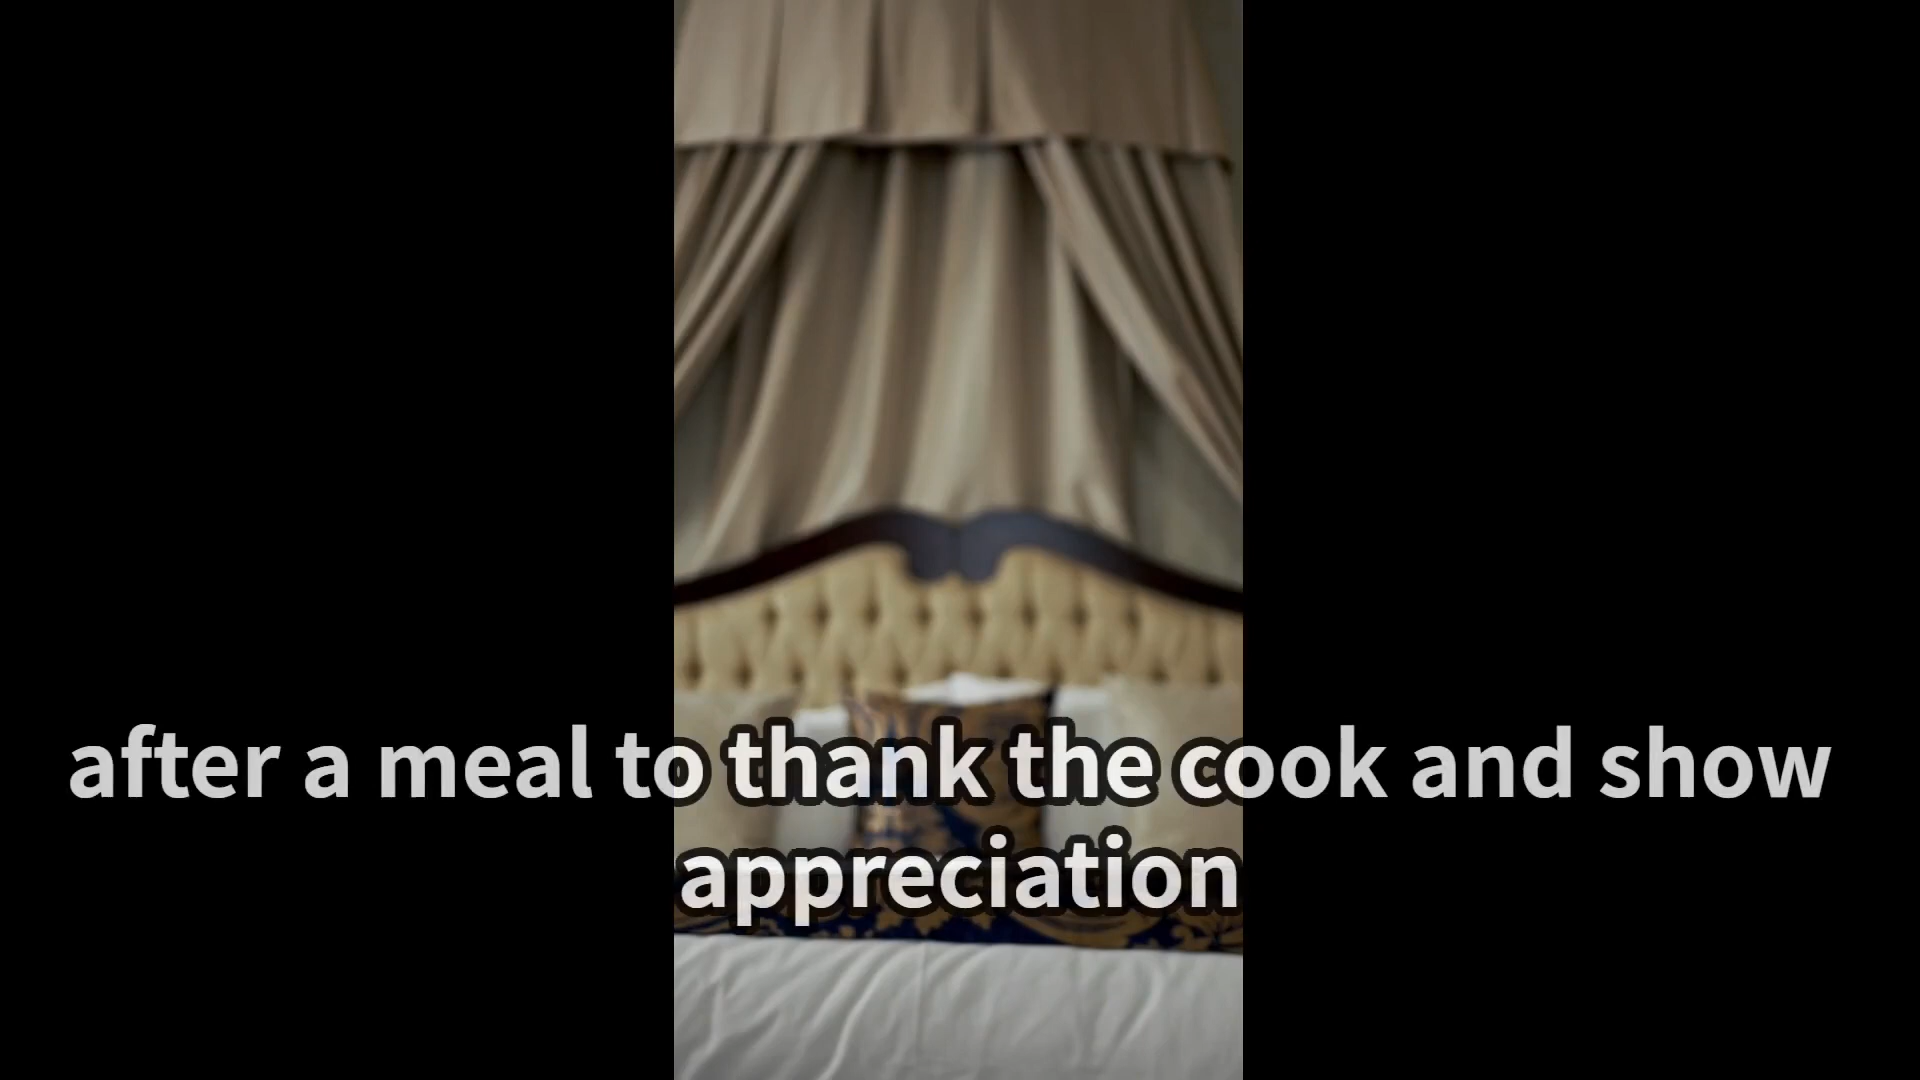 after a meal to thank the cook and show
appreciation